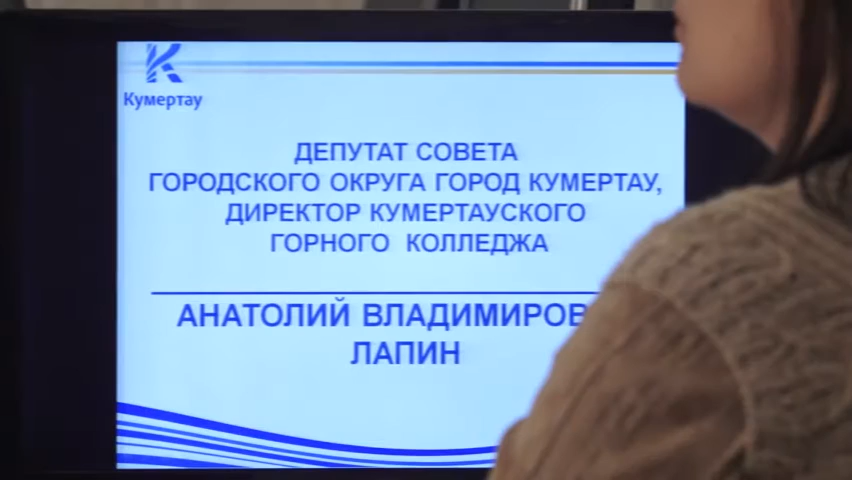 Кумертау
ДЕПУТАТ СОВЕТА
ГОРОДСКОГО ОКРУГА ГОРОД КУМЕРТАУ,
ДИРЕКТОР КУМЕРТАУСКОГО
ГОРНОГО КОЛЛЕДЖА
АНАТОЛИЙ
ЛАПИН